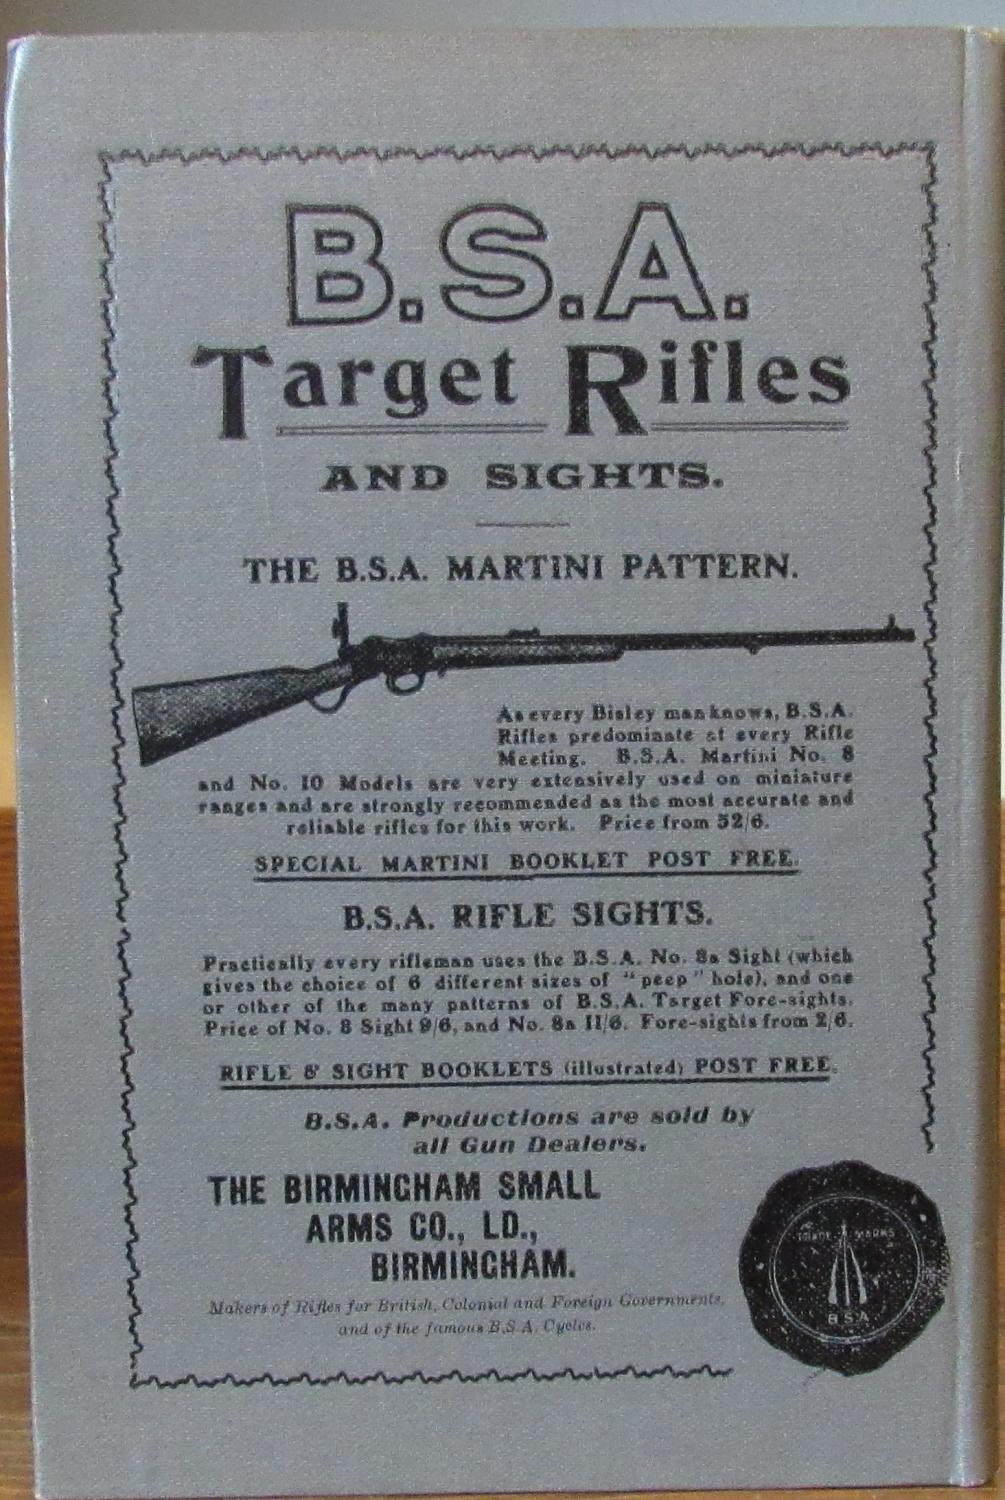 B.S.A.
Target Rifles
AND SIGHTS.
THE B.S.A. MARTINI PATTERN.
As every Bisley man knows, B.S.A.
Rifles predominate at every Rifle
Meeting. B.S.A. Martini No. 8
and No. 10 Models are very extensively used on miniature
ranges and are strongly recommended as the most accurate and
reliable rifles for this work. Price from 52/6.
SPECIAL MARTINI BOOKLET POST FREE.
B.S.A. RIFLE SIGHTS.
Practically every rifleman uses the B.S.A. No. 8a Sight (which
gives the choice of 6 different sizes of "peep" hole), and one
or other of the many patterns of B.S.A. Target Fore-sights.
Price of No. 8 Sight 9/6, and No. 8a 11/6. Fore-sights from 2/6.
RIFLE & SIGHT BOOKLETS (illustrated) POST FREE.
B.S.A. Productions are sold by
all Gun Dealers.
THE BIRMINGHAM SMALL
ARMS CO., LD.,
BIRMINGHAM.
Makers of Rifles for British, Colonial and Foreign Governments,
and of the famous B.S.A. Cycles.
TRADE MARKS
B.S.A